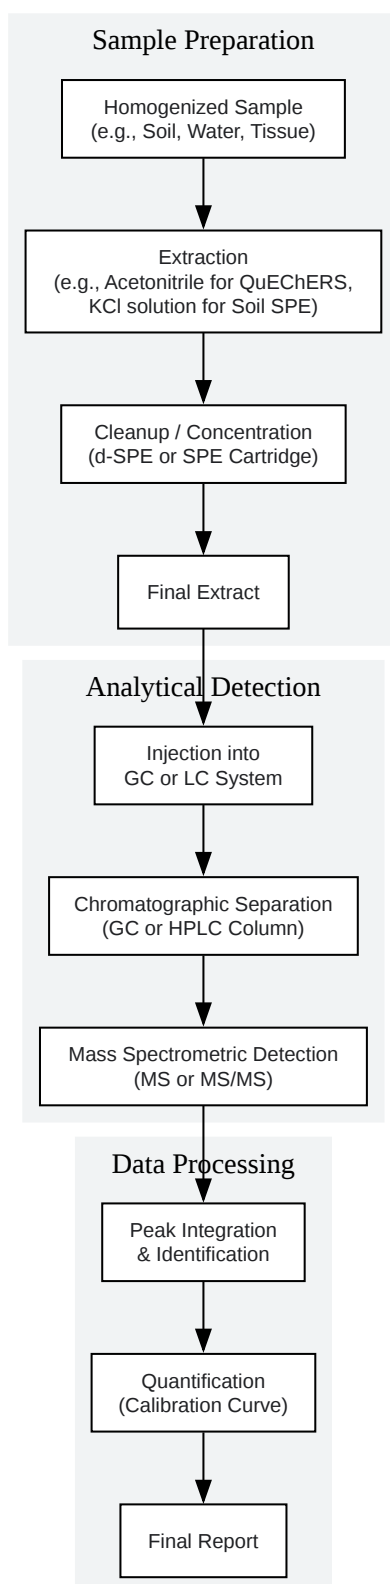 Sample Preparation
Homogenized Sample
(e.g., Soil, Water, Tissue)
Extraction
(e.g., Acetonitrile for QuEChERS,
KCl solution for Soil SPE)
Cleanup / Concentration
(d-SPE or SPE Cartridge)
Final Extract
Analytical Detection
Injection into
GC or LC System
Chromatographic Separation
(GC or HPLC Column)
Mass Spectrometric Detection
(MS or MS/MS)
Data Processing
Peak Integration
& Identification
Quantification
(Calibration Curve)
Final Report